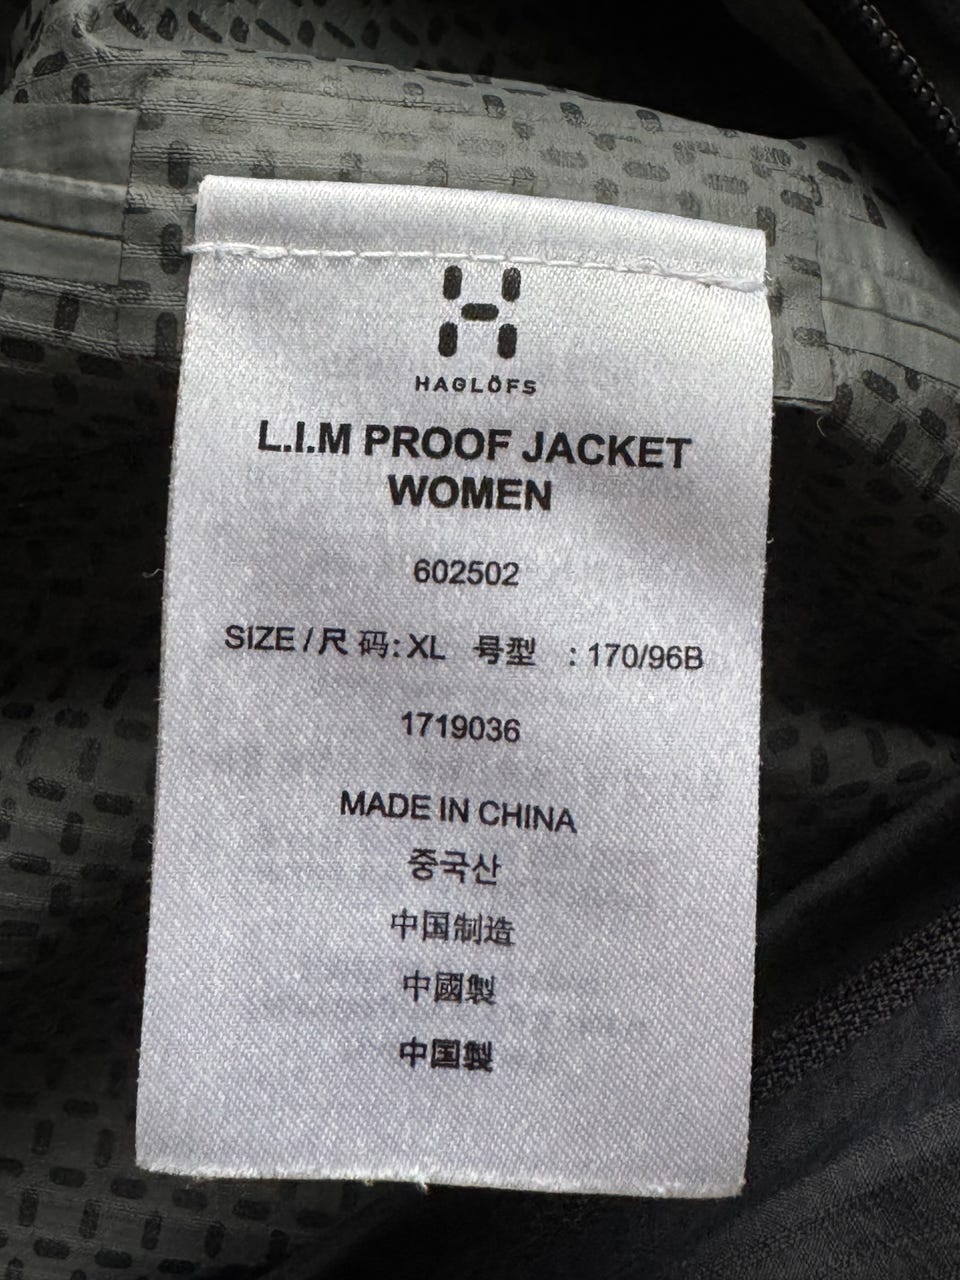 HAGLÖFS
L.I.M PROOF JACKET
WOMEN
602502
SIZE / 尺 码: XL 号型 : 170/96B
1719036
MADE IN CHINA
중국산
中国制造
中國製
中国製